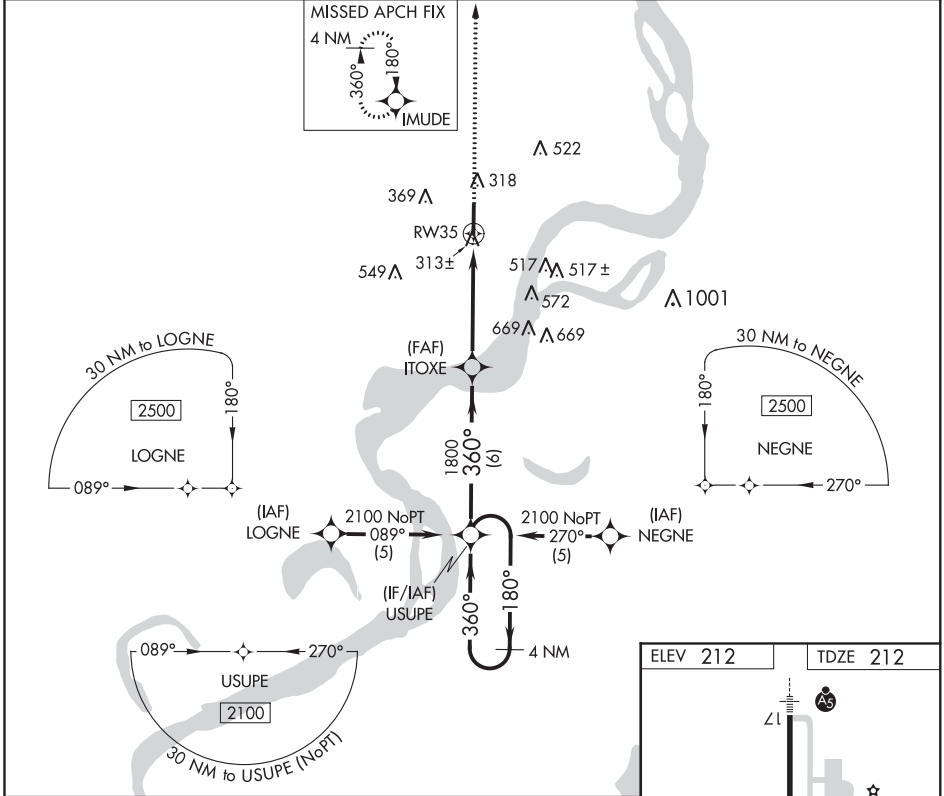 MISSED APCH FIX
4 NM
360°
180°
IMUDE
522
318
369
RW35
313±
549
517
517 ±
572
1001
669
669
(FAF)
ITOXE
30 NM to LOGNE
2500
180°
LOGNE
089°
30 NM to NEGNE
180°
2500
NEGNE
270°
1800
360°
(6)
(IAF)
LOGNE
2100 NoPT
089°
(5)
2100 NoPT
270°
(5)
(IAF)
NEGNE
(IF/IAF)
USUPE
360°
180°
4 NM
089°
270°
USUPE
2100
30 NM to USUPE (NoPT)
ELEV 212
TDZE 212
17
A5